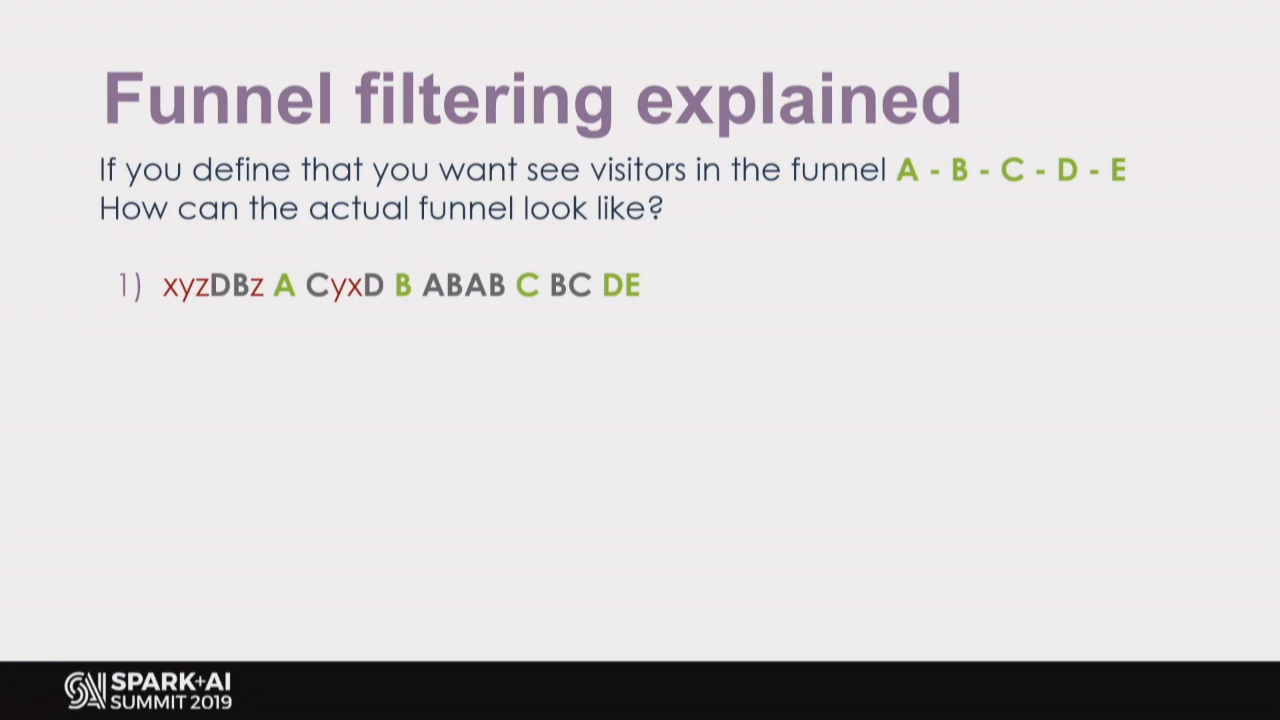 Funnel filtering explained
If you define that you want see visitors in the funnel A - B - C - D - E
How can the actual funnel look like?
1) xyzDBz A CyxD B ABAB C BC DE
SPARK+AI
SUMMIT 2019